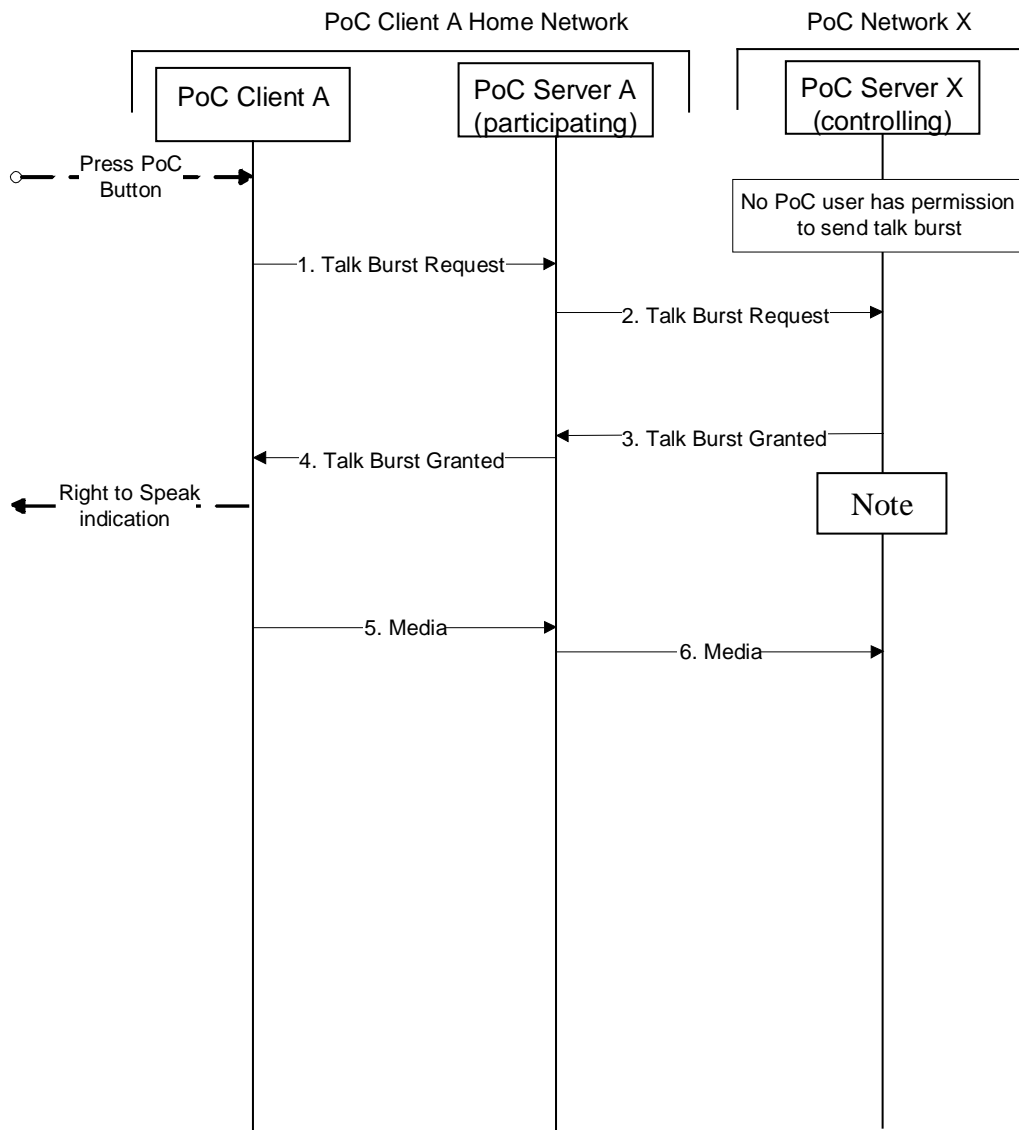 PoC Client A Home Network
PoC Network X
PoC Client A
PoC Server A
(participating)
PoC Server X
(controlling)
Press PoC
Button
No PoC user has permission
to send talk burst
1. Talk Burst Request
2. Talk Burst Request
3. Talk Burst Granted
4. Talk Burst Granted
Right to Speak
indication
Note
5. Media
6. Media